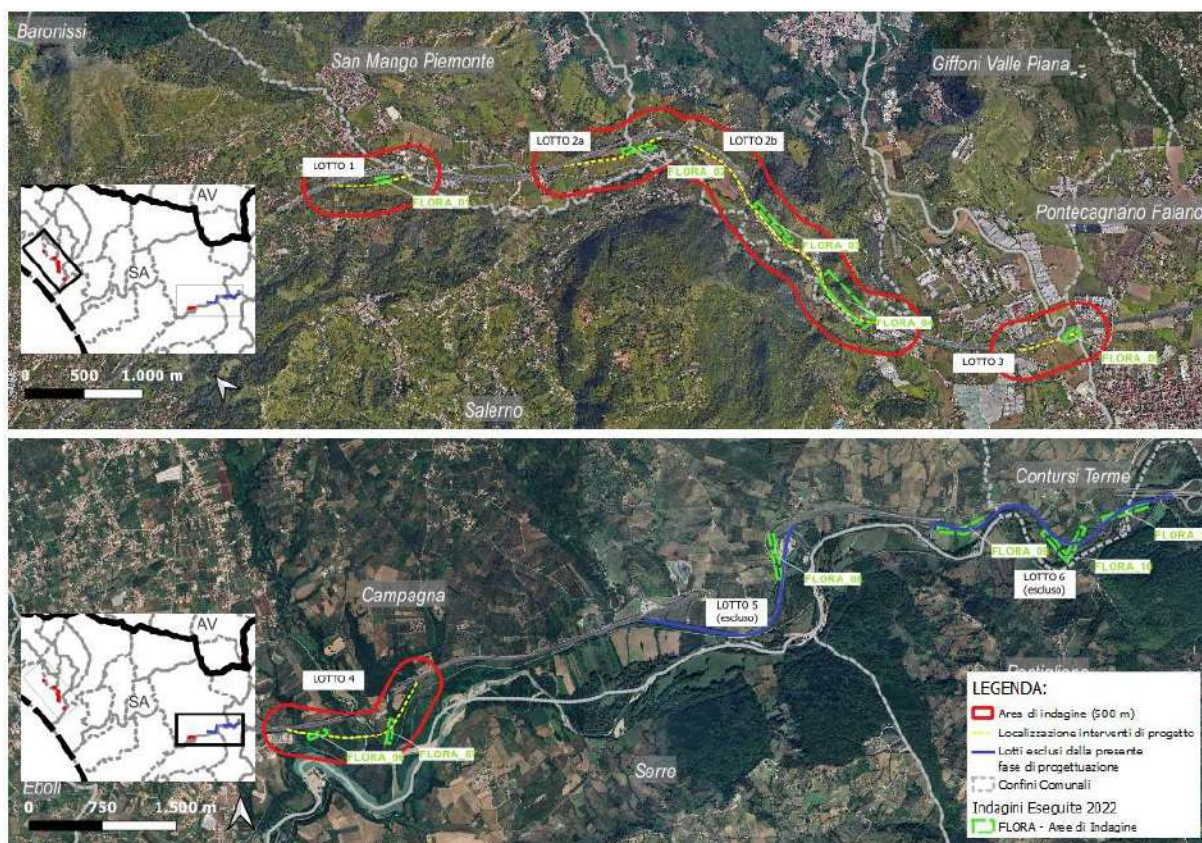 Baronissi
San Mango Piemonte
Giffoni Valle Piana
LOTTO 2a
LOTTO 2b
LOTTO 1
FLORA_01
FLORA_02
Pontecagnano Faiano
AV
SA
FLORA_03
FLORA_04
LOTTO 3
0 500 1.000 m
Salerno
Contursi Terme
FLORA_09
FLORA_10
LOTTO 6
(escluso)
LOTTO 5
(escluso)
Campagna
AV
SA
LOTTO 4
FLORA_06
Serre
Eboli
0 750 1.500 m
LEGENDA:
Area di indagine (500 m)
Localizzazione interventi di progetto
Lotti esclusi dalla presente
fase di progettuazione
Confini Comunali
Indagini Eseguite 2022
FLORA - Aree di Indagine